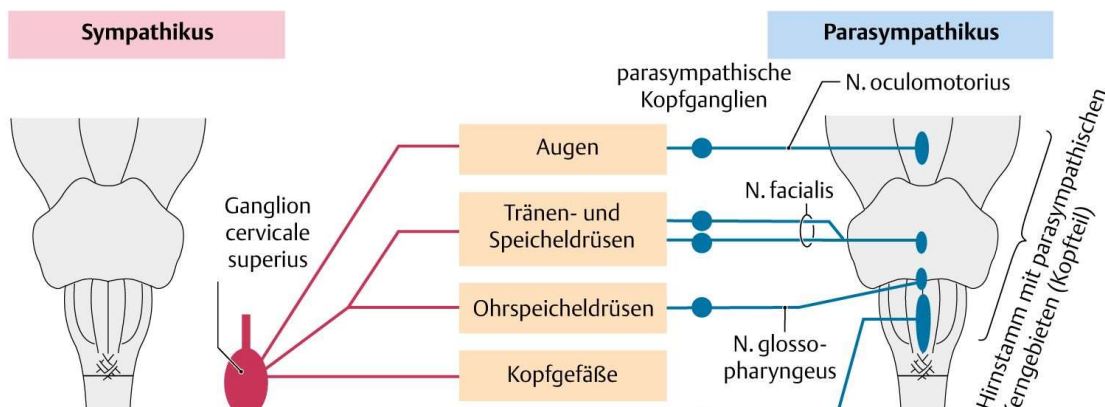 Sympathikus
Parasympathikus
parasympathische
Kopfganglien
N. oculomotorius
Augen
Ganglion
cervicale
superius
Tränen- und
Speicheldrüsen
N. facialis
Ohrspeicheldrüsen
N. glosso-
pharyngeus
Kopfgefäße
Hirnstamm mit parasympathischen
Kerngebieten (Kopfteil)